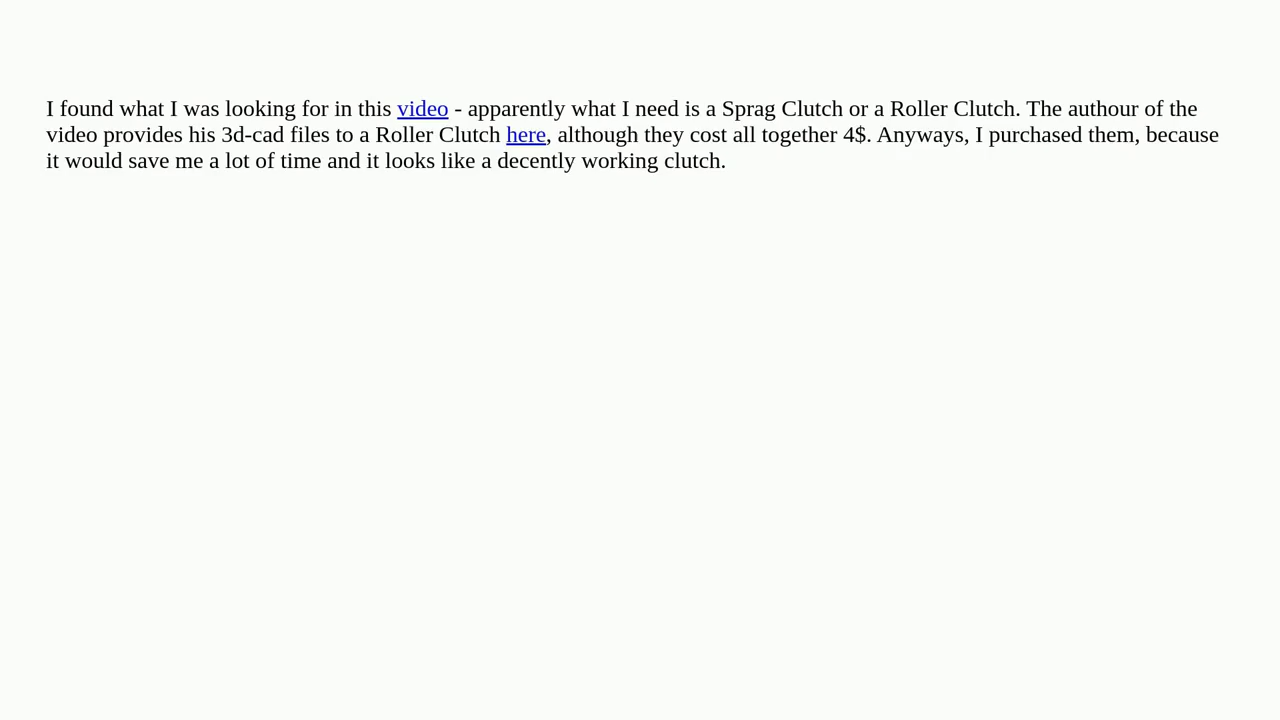 I found what I was looking for in this video - apparently what I need is a Sprag Clutch or a Roller Clutch. The authour of the
video provides his 3d-cad files to a Roller Clutch here, although they cost all together 4$. Anyways, I purchased them, because
it would save me a lot of time and it looks like a decently working clutch.